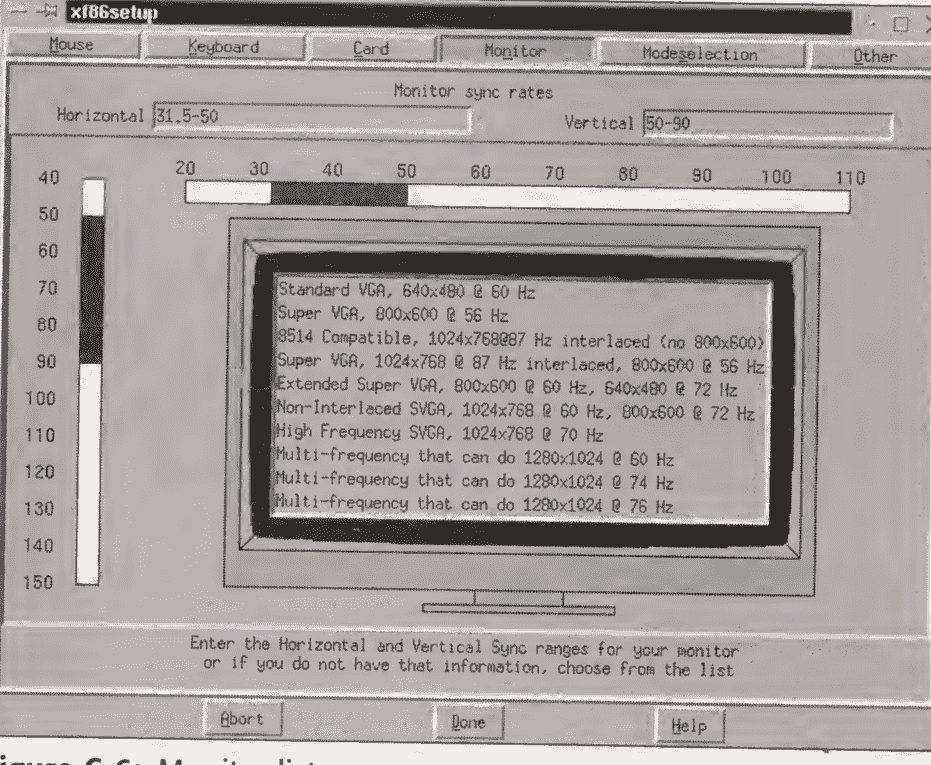 xf86setup
Mouse Keyboard Card Monitor Modeselection Other
Monitor sync rates
Horizontal 31.5-50 Vertical 50-90
20 30 40 50 60 70 80 90 100 110
40
50
60
70
80
90
100
110
120
130
140
150
Standard VGA, 640x480 @ 60 Hz
Super VGA, 800x600 @ 56 Hz
8514 Compatible, 1024x768@87 Hz interlaced (no 800x600)
Super VGA, 1024x768 @ 87 Hz interlaced, 800x600 @ 56 Hz
Extended Super VGA, 800x600 @ 60 Hz, 640x480 @ 72 Hz
Non-Interlaced SVGA, 1024x768 @ 60 Hz, 800x600 @ 72 Hz
High Frequency SVGA, 1024x768 @ 70 Hz
Multi-frequency that can do 1280x1024 @ 60 Hz
Multi-frequency that can do 1280x1024 @ 74 Hz
Multi-frequency that can do 1280x1024 @ 76 Hz
Enter the Horizontal and Vertical Sync ranges for your monitor
or if you do not have that information, choose from the list
Abort Done Help